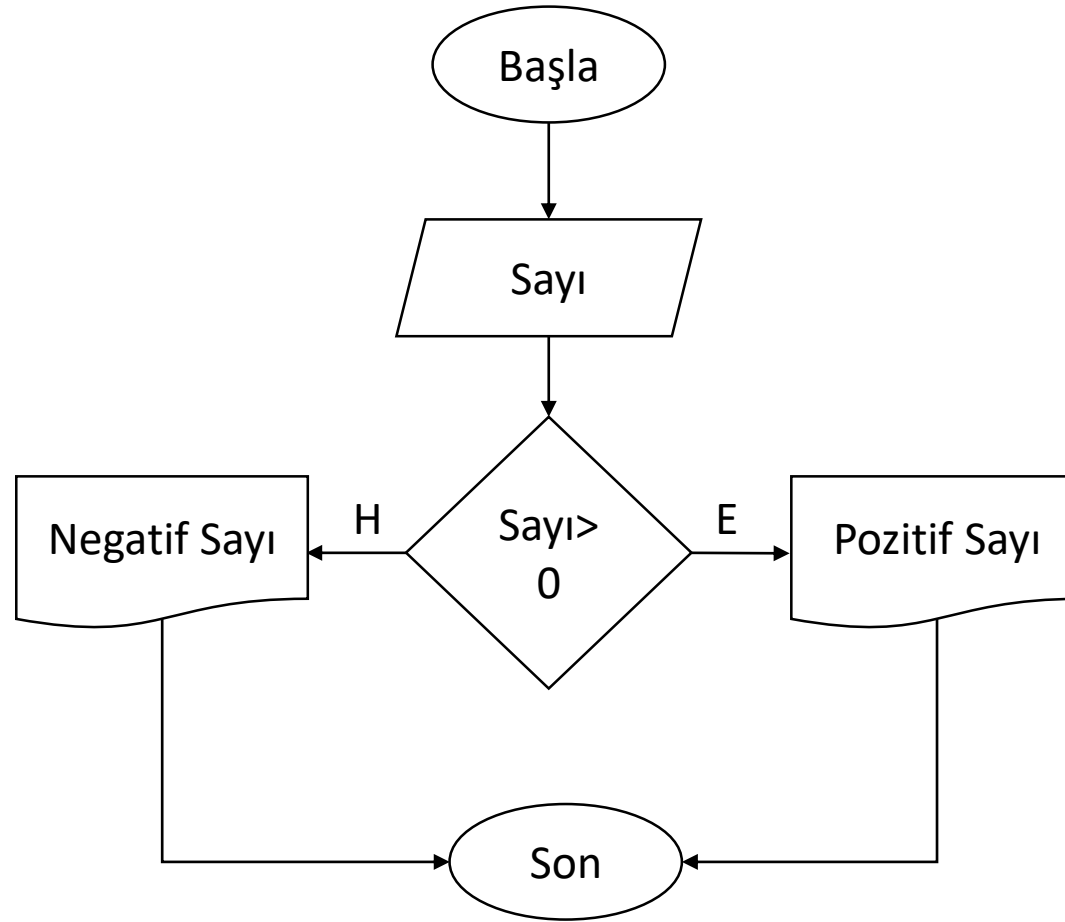 Başla
Sayı
Negatif Sayı
H
Sayı>
0
E
Pozitif Sayı
Son